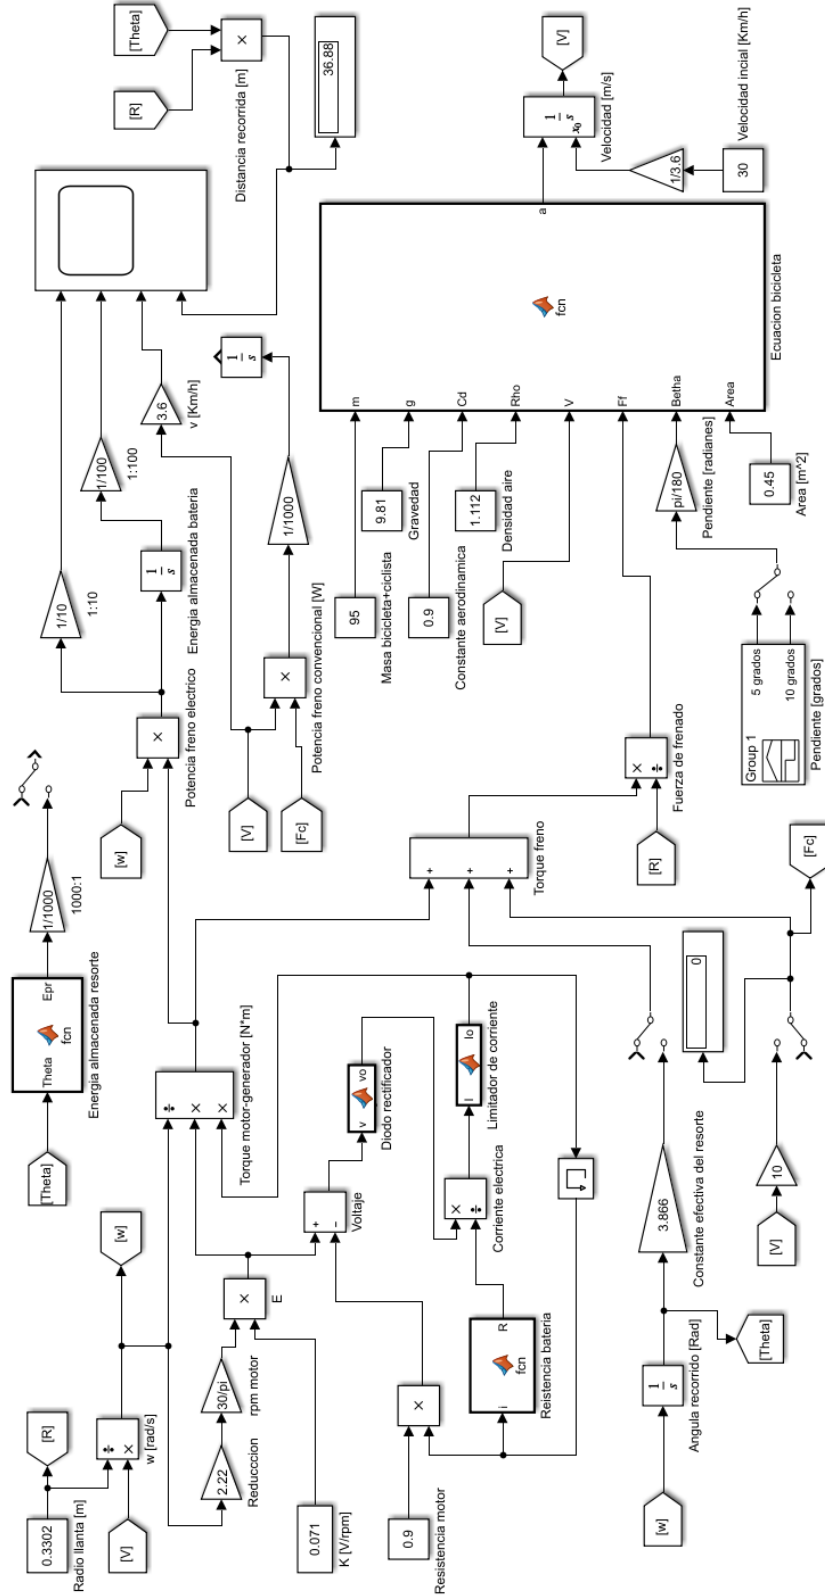 0.3302
Radio llanta [m]
[R]
[V]
÷
×
w [rad/s]
[w]
2.22
Reducccion
30/pi
rpm motor
0.071
K [V/rpm]
×
E
0.9
Resistencia motor
×
i
fcn
R
Reistencia bateria
+
−
Voltaje
v
vo
Diodo rectificador
×
÷
Corriente electrica
I
Io
Limitador de corriente
÷
×
×
Torque motor-generador [N*m]
[Theta]
Theta
fcn
Epr
Energia almacenada resorte
1/1000
1000:1
[w]
×
Potencia freno electrico
1/10
1:10
1
s
Energia almacenada bateria
1/100
1:100
[V]
[Fc]
×
Potencia freno convencional [W]
3.6
v [Km/h]
1/1000
1
s
[Theta]
[R]
×
Distancia recorrida [m]
36.88
[w]
1
s
Angula recorrido [Rad]
[Theta]
3.866
Constante efectiva del resorte
[V]
10
0
[Fc]
+
+
+
Torque freno
[R]
×
÷
Fuerza de frenado
95
Masa bicicleta+ciclista
9.81
Gravedad
0.9
Constante aerodinamica
1.112
Densidad aire
[V]
Group 1
5 grados
10 grados
Pendiente [grados]
pi/180
Pendiente [radianes]
0.45
Area [m^2]
m
g
Cd
Rho
V
Ff
Betha
Area
fcn
a
Ecuacion bicicleta
1
s
x0
Velocidad [m/s]
[V]
1/3.6
30
Velocidad incial [Km/h]